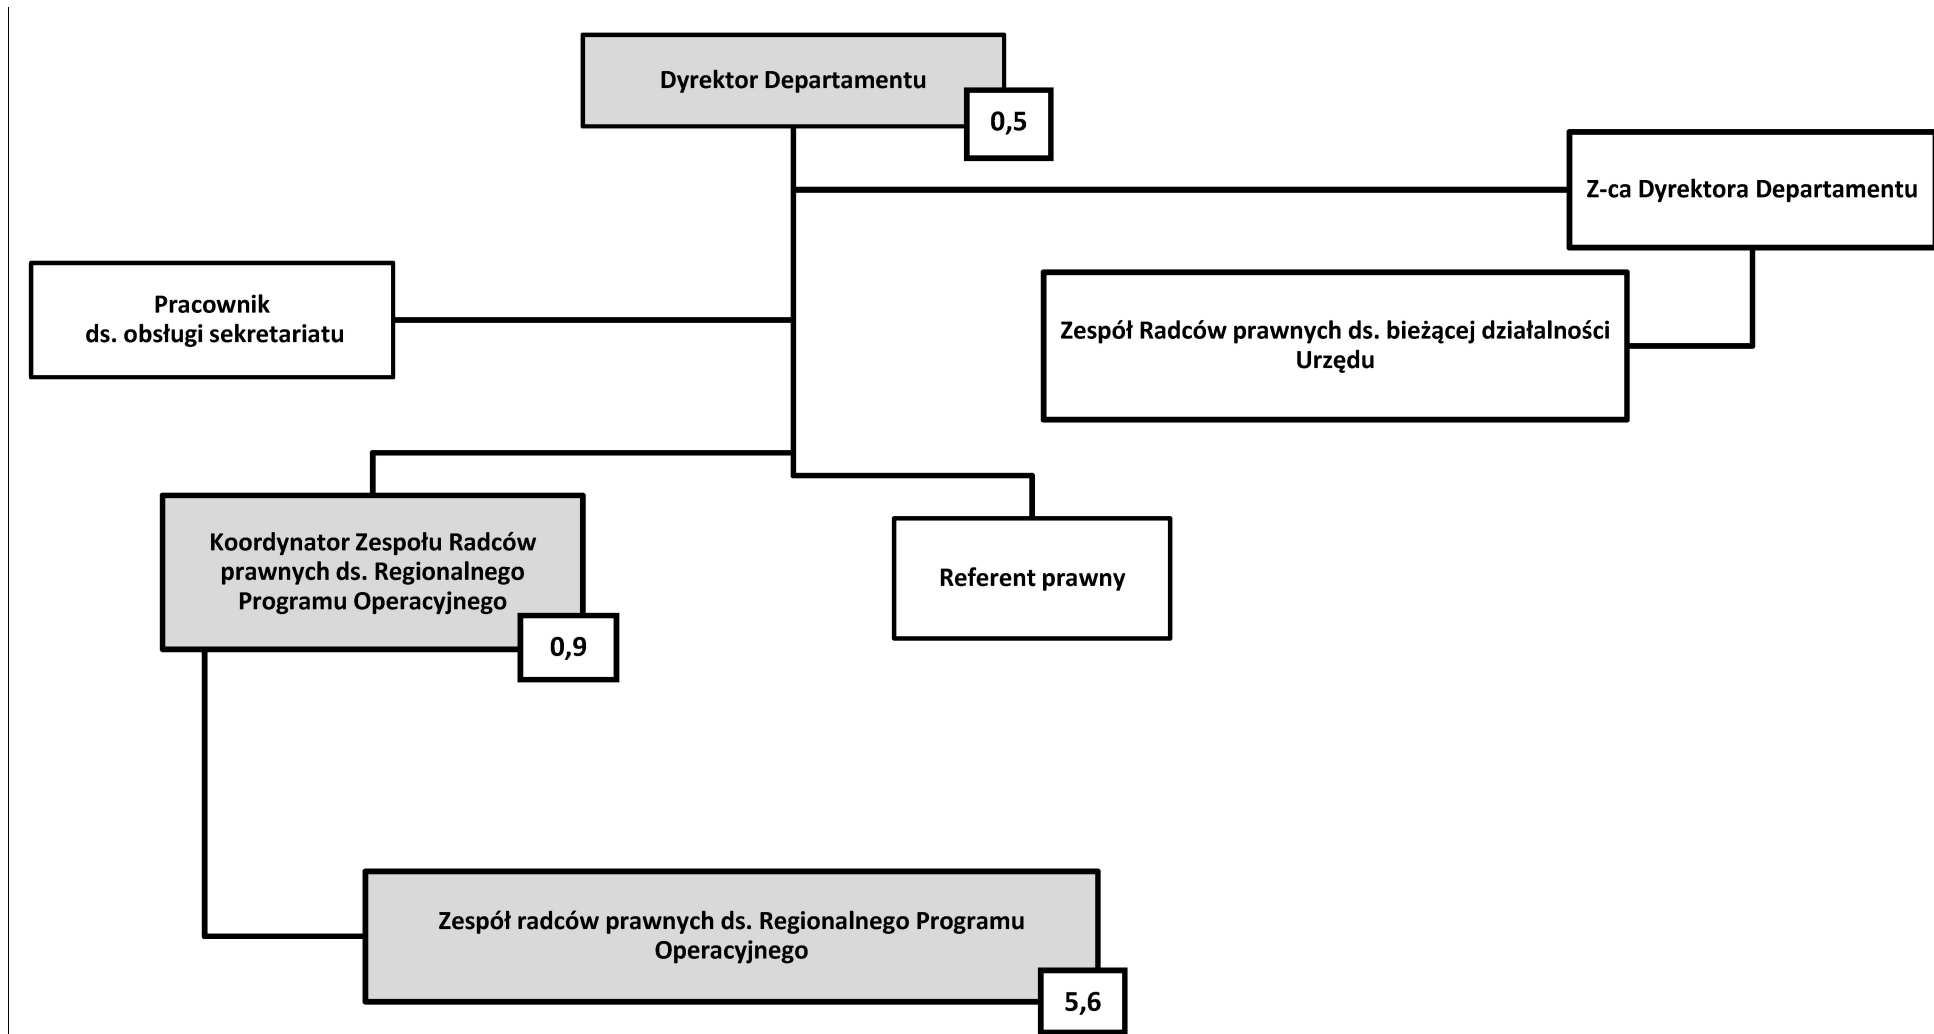 Dyrektor Departamentu
0,5
Z-ca Dyrektora Departamentu
Pracownik
ds. obsługi sekretariatu
Zespół Radców prawnych ds. bieżącej działalności
Urzędu
Koordynator Zespołu Radców
prawnych ds. Regionalnego
Programu Operacyjnego
0,9
Referent prawny
Zespół radców prawnych ds. Regionalnego Programu
Operacyjnego
5,6